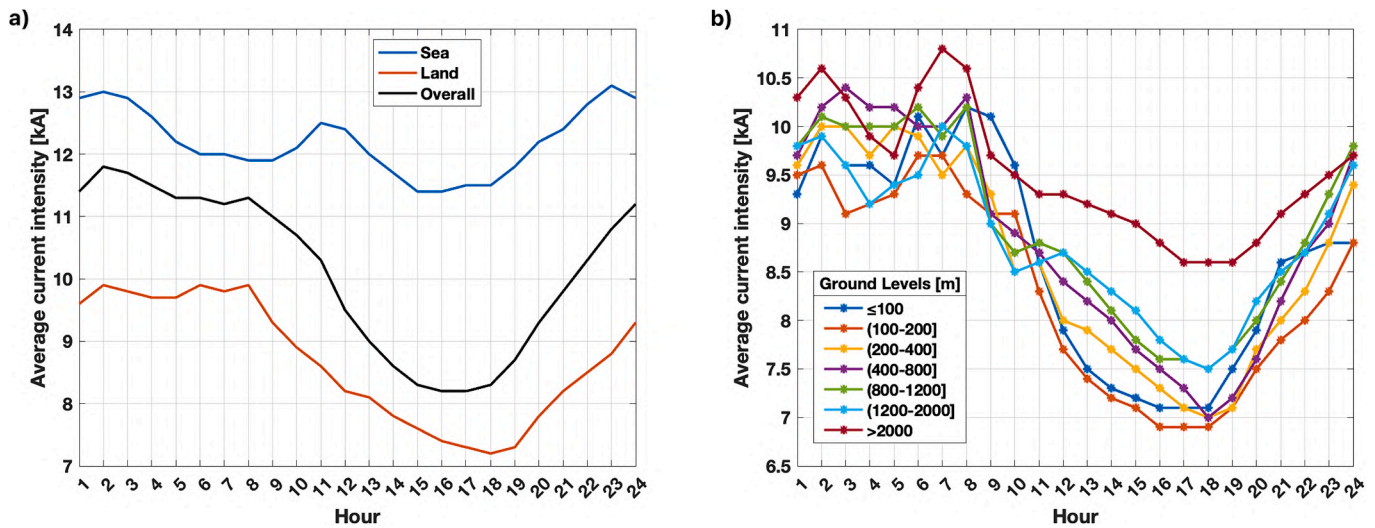 a)
Average current intensity [kA]
14
13
12
11
10
9
8
7
Sea
Land
Overall
1 2 3 4 5 6 7 8 9 10 11 12 13 14 15 16 17 18 19 20 21 22 23 24
Hour
b)
Average current intensity [kA]
11
10.5
10
9.5
9
8.5
8
7.5
7
6.5
Ground Levels [m]
≤100
(100-200]
(200-400]
(400-800]
(800-1200]
(1200-2000]
>2000
1 2 3 4 5 6 7 8 9 10 11 12 13 14 15 16 17 18 19 20 21 22 23 24
Hour